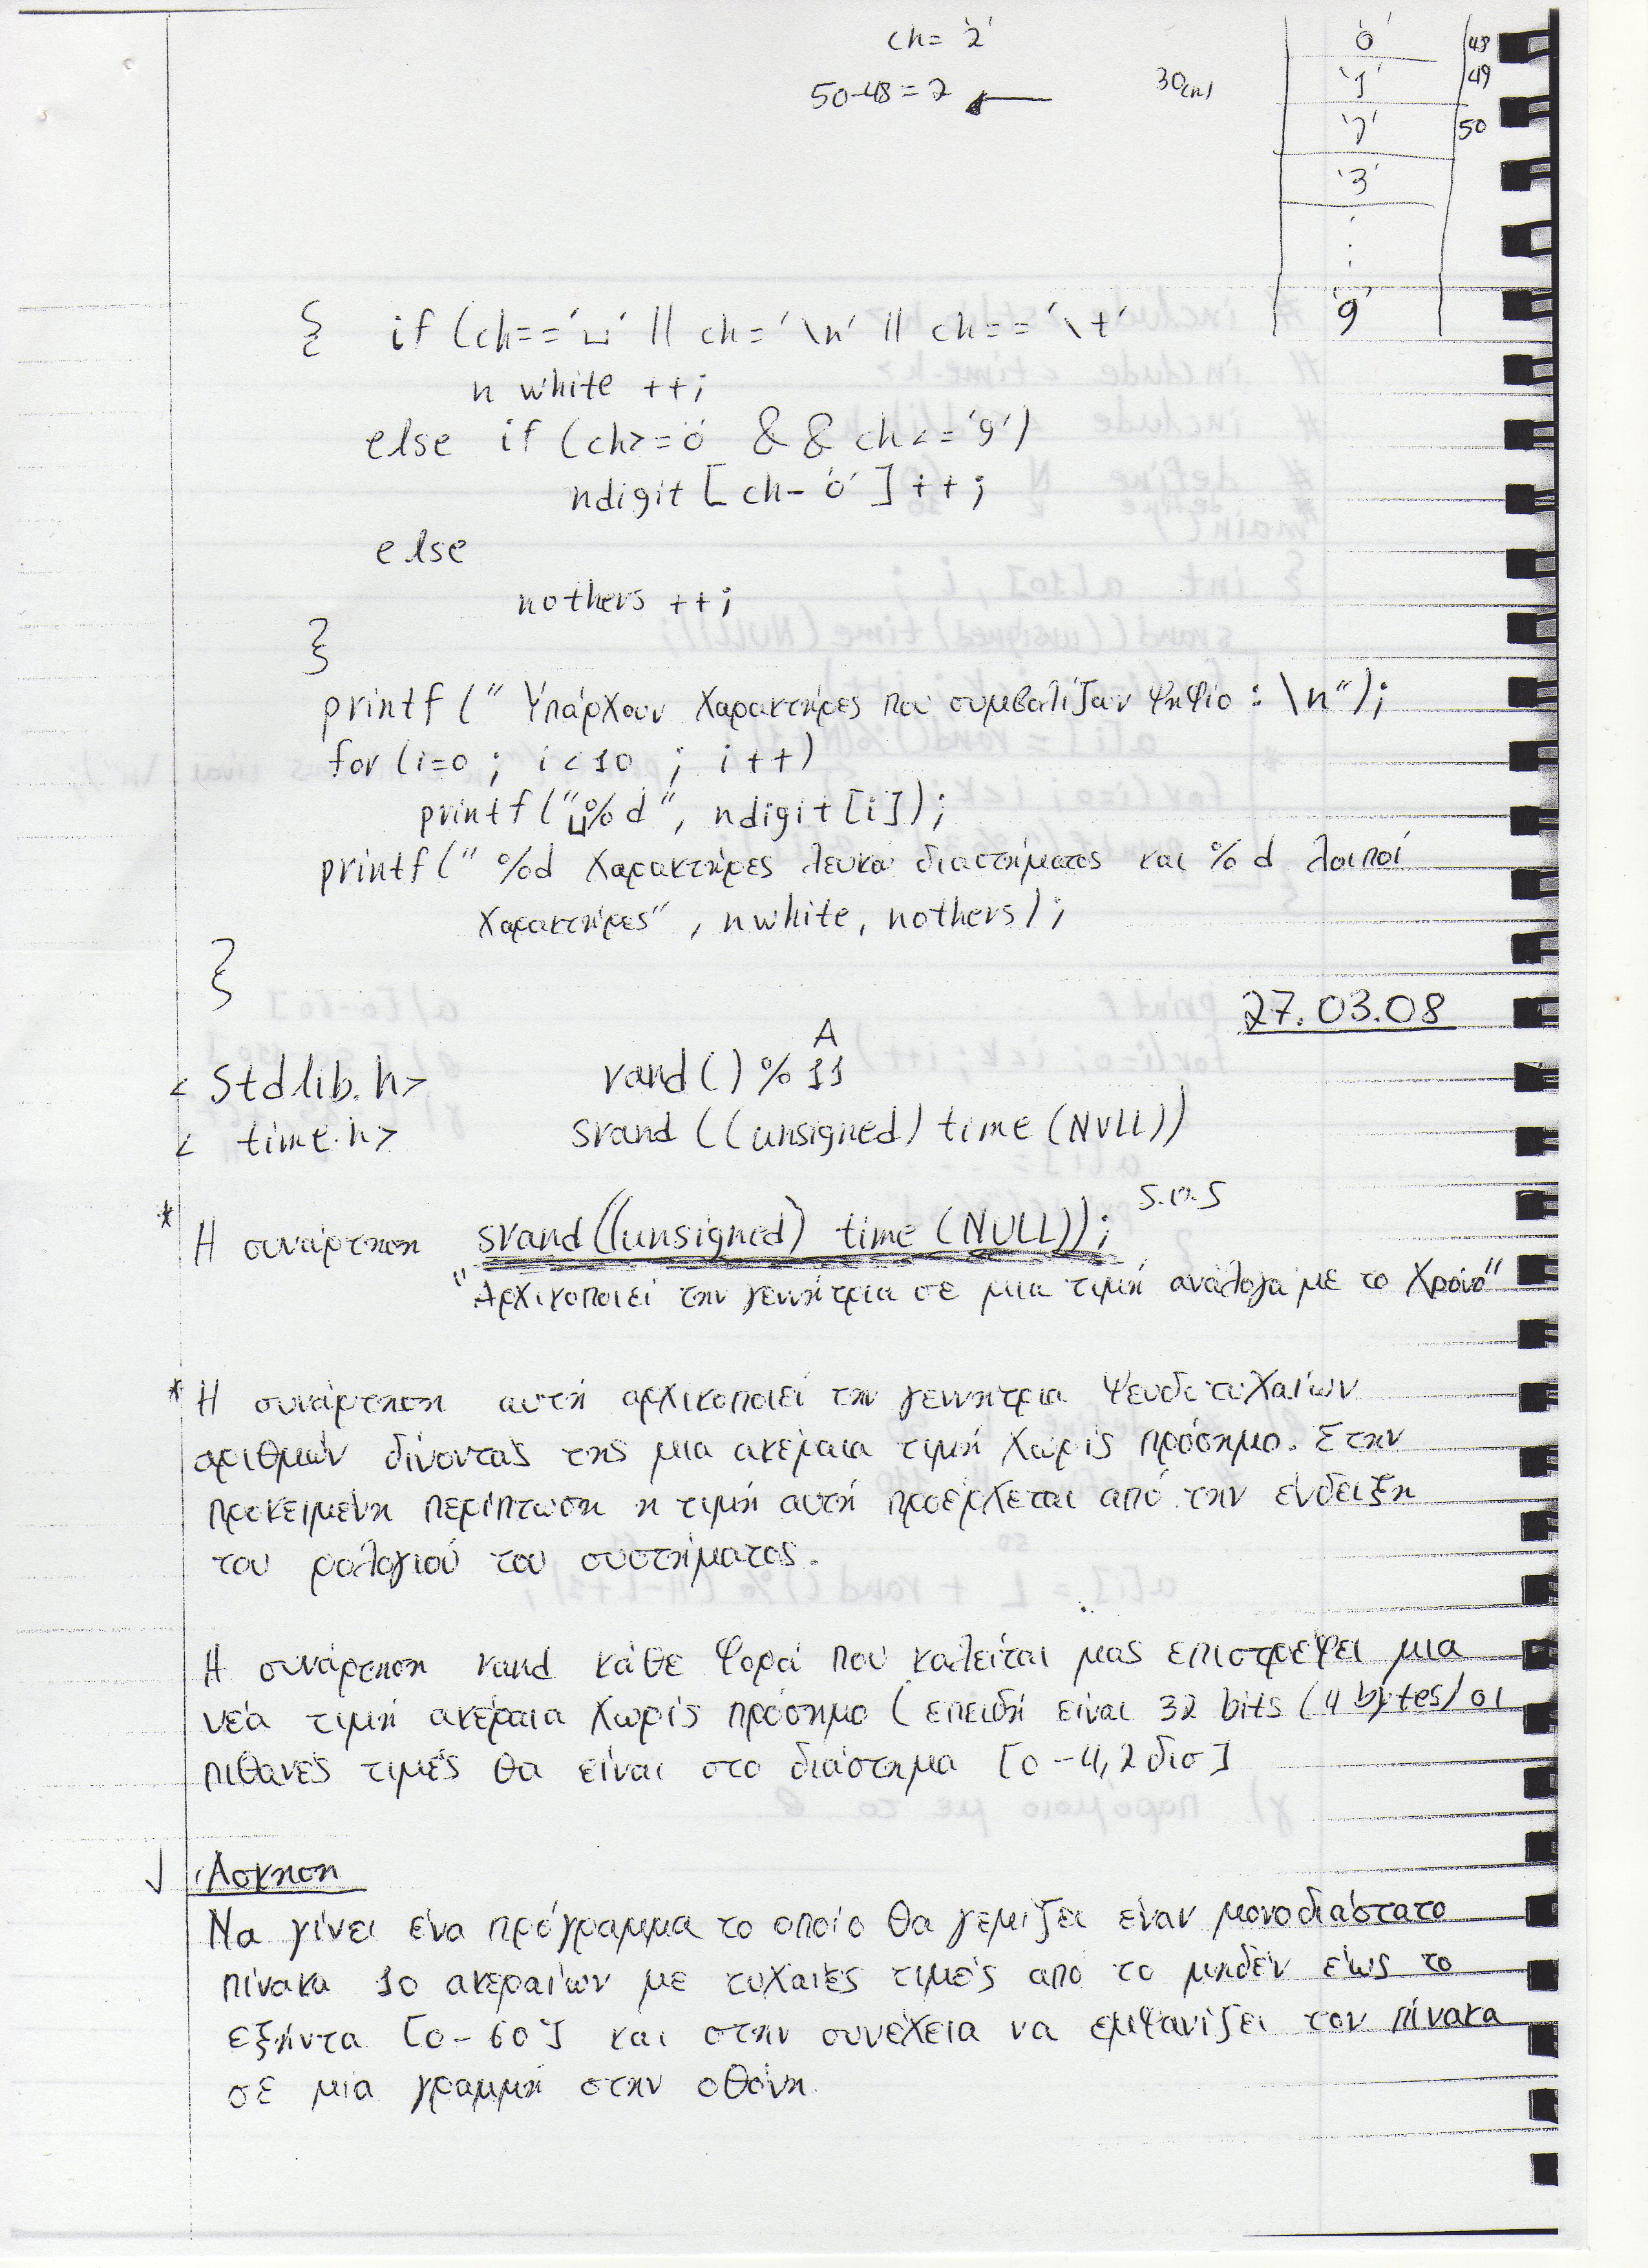 ch= '2'
50-48=2
'0' 48
'1' 49
'2' 50
'3'
'9'
{ if (ch=='␣' || ch='\n' || ch=='\t'
n white ++;
else if (ch>=0 && ch<='9')
ndigit [ch-'0']++;
else
nothers ++;
}
printf (" Υπάρχουν χαρακτήρες που συμβολίζουν ψηφίο : \n");
for (i=0 ; i<10 ; i++)
printf("␣%d", ndigit[i]);
printf(" %d χαρακτήρες λευκού διαστήματος και %d λοιποί
χαρακτήρες", nwhite, nothers);
}
27.03.08
A
<Stdlib.h> rand() % 11
< time.h> srand ((unsigned) time (NULL))
* Η συνάρτηση srand((unsigned) time (NULL)); S.O.S
"Αρχικοποιεί την γεννήτρια σε μια τιμή ανάλογα με το χρόνο"
* Η συνάρτηση αυτή αρχικοποιεί την γεννήτρια ψευδοτυχαίων
αριθμών δίνοντας της μια ακέραια τιμή χωρίς πρόσημο. Στην
προκειμένη περίπτωση η τιμή αυτή προέρχεται από την ένδειξη
του ρολογιού του συστήματος.
Η συνάρτηση rand κάθε φορά που καλείται μας επιστρέφει μια
νέα τιμή ακέραια χωρίς πρόσημο (επειδή είναι 32 bits (4 bytes) οι
πιθανές τιμές θα είναι στο διάστημα [0-4,2δισ]
Άσκηση
Να γίνει ένα πρόγραμμα το οποίο θα γεμίζει έναν μονοδιάστατο
πίνακα 10 ακεραίων με τυχαίες τιμές από το μηδέν έως το
εξήντα [0-60] και στην συνέχεια να εμφανίζει τον πίνακα
σε μια γραμμή στην οθόνη.